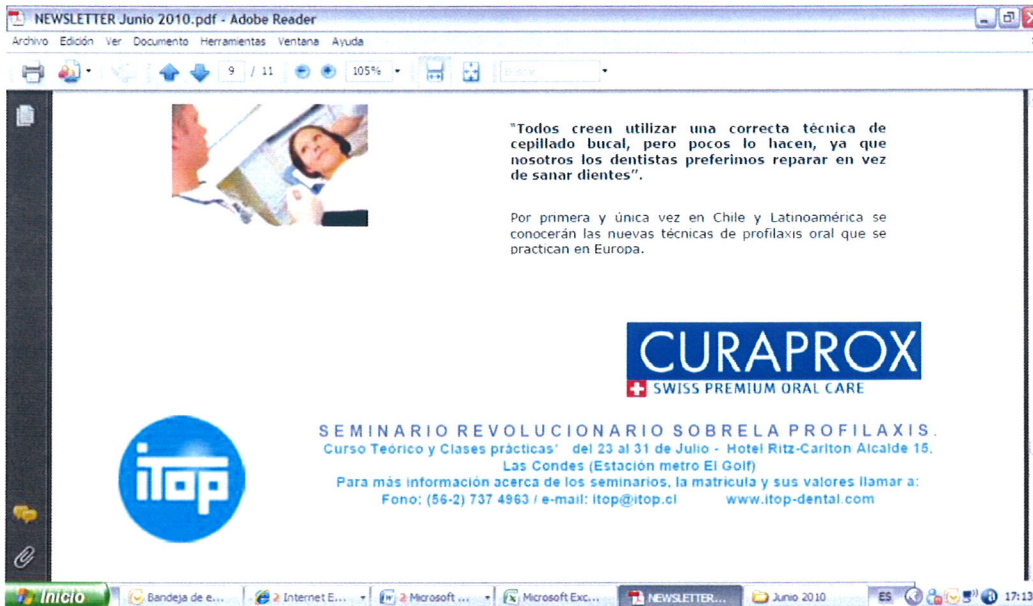 NEWSLETTER Junio 2010.pdf - Adobe Reader
Archivo Edición Ver Documento Herramientas Ventana Ayuda
9 / 11 105%
"Todos creen utilizar una correcta técnica de
cepillado bucal, pero pocos lo hacen, ya que
nosotros los dentistas preferimos reparar en vez
de sanar dientes".
Por primera y única vez en Chile y Latinoamérica se
conocerán las nuevas técnicas de profilaxis oral que se
practican en Europa.
CURAPROX
SWISS PREMIUM ORAL CARE
itop
SEMINARIO REVOLUCIONARIO SOBRELA PROFILAXIS.
Curso Teórico y Clases prácticas' del 23 al 31 de Julio - Hotel Ritz-Carlton Alcalde 15,
Las Condes (Estación metro El Golf)
Para más información acerca de los seminarios, la matrícula y sus valores llamar a:
Fono: (56-2) 737 4963 / e-mail: itop@itop.cl www.itop-dental.com
Inicio Bandeja de e... 2 Internet E... 2 Microsoft ... Microsoft Exc... NEWSLETTER... Junio 2010 ES